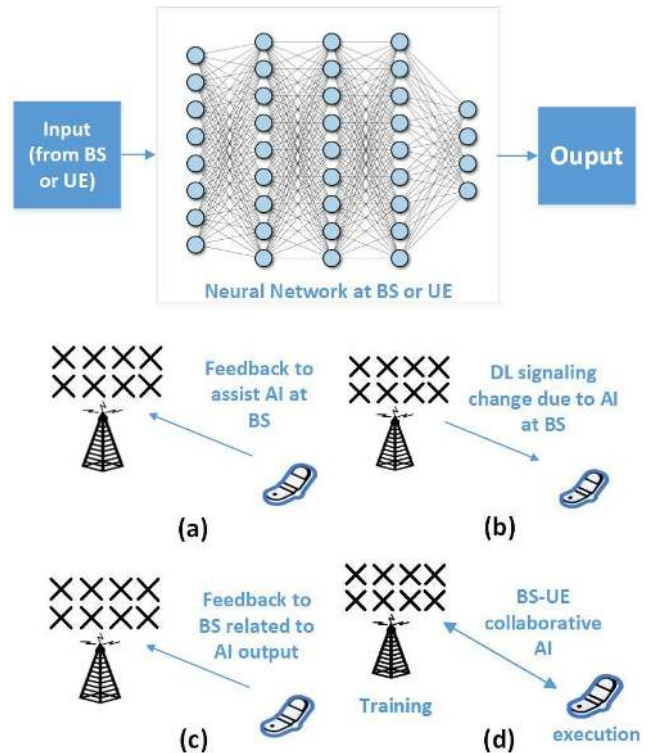 Input
(from BS
or UE)
Ouput
Neural Network at BS or UE
Feedback to
assist AI at
BS
(a)
DL signaling
change due to AI
at BS
(b)
Feedback to
BS related to
AI output
(c)
BS-UE
collaborative
AI
Training
execution
(d)